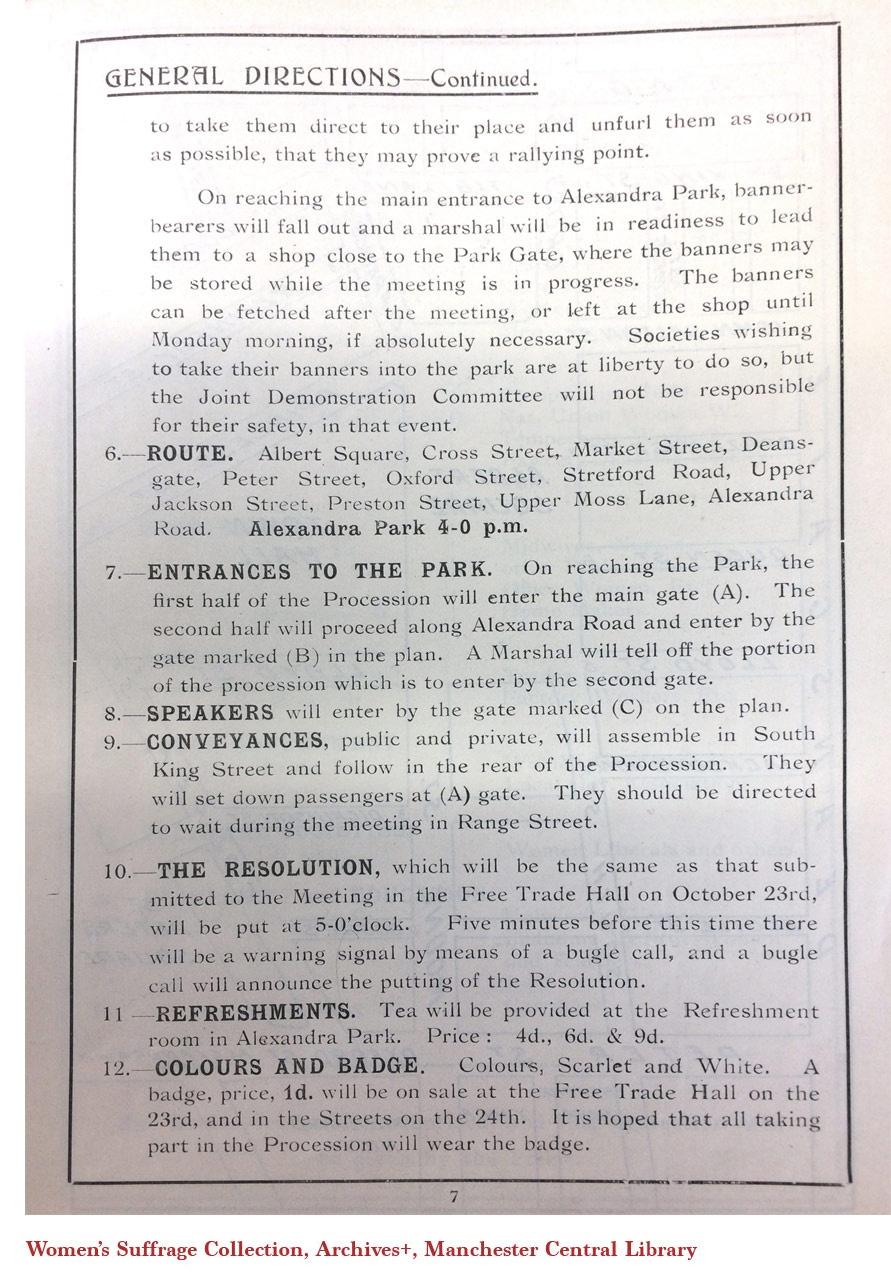 GENERAL DIRECTIONS—Continued.
to take them direct to their place and unfurl them as soon
as possible, that they may prove a rallying point.
On reaching the main entrance to Alexandra Park, banner-
bearers will fall out and a marshal will be in readiness to lead
them to a shop close to the Park Gate, where the banners may
be stored while the meeting is in progress. The banners
can be fetched after the meeting, or left at the shop until
Monday morning, if absolutely necessary. Societies wishing
to take their banners into the park are at liberty to do so, but
the Joint Demonstration Committee will not be responsible
for their safety, in that event.
6.—ROUTE. Albert Square, Cross Street, Market Street, Deans-
gate, Peter Street, Oxford Street, Stretford Road, Upper
Jackson Street, Preston Street, Upper Moss Lane, Alexandra
Road. Alexandra Park 4-0 p.m.
7.—ENTRANCES TO THE PARK. On reaching the Park, the
first half of the Procession will enter the main gate (A). The
second half will proceed along Alexandra Road and enter by the
gate marked (B) in the plan. A Marshal will tell off the portion
of the procession which is to enter by the second gate.
8.—SPEAKERS will enter by the gate marked (C) on the plan.
9.—CONVEYANCES, public and private, will assemble in South
King Street and follow in the rear of the Procession. They
will set down passengers at (A) gate. They should be directed
to wait during the meeting in Range Street.
10.—THE RESOLUTION, which will be the same as that sub-
mitted to the Meeting in the Free Trade Hall on October 23rd,
will be put at 5-0'clock. Five minutes before this time there
will be a warning signal by means of a bugle call, and a bugle
call will announce the putting of the Resolution.
11—REFRESHMENTS. Tea will be provided at the Refreshment
room in Alexandra Park. Price : 4d., 6d. & 9d.
12.—COLOURS AND BADGE. Colours, Scarlet and White. A
badge, price, 1d. will be on sale at the Free Trade Hall on the
23rd, and in the Streets on the 24th. It is hoped that all taking
part in the Procession will wear the badge.
7
Women's Suffrage Collection, Archives+, Manchester Central Library